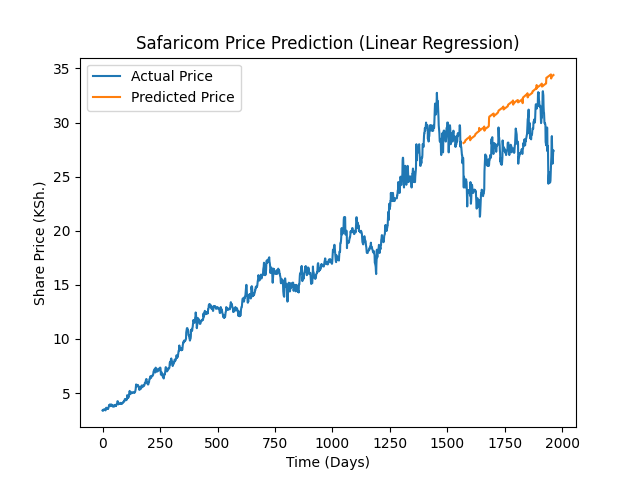 Safaricom Price Prediction (Linear Regression)
Actual Price
Predicted Price
35
30
25
20
15
10
5
Share Price (KSh.)
0 250 500 750 1000 1250 1500 1750 2000
Time (Days)